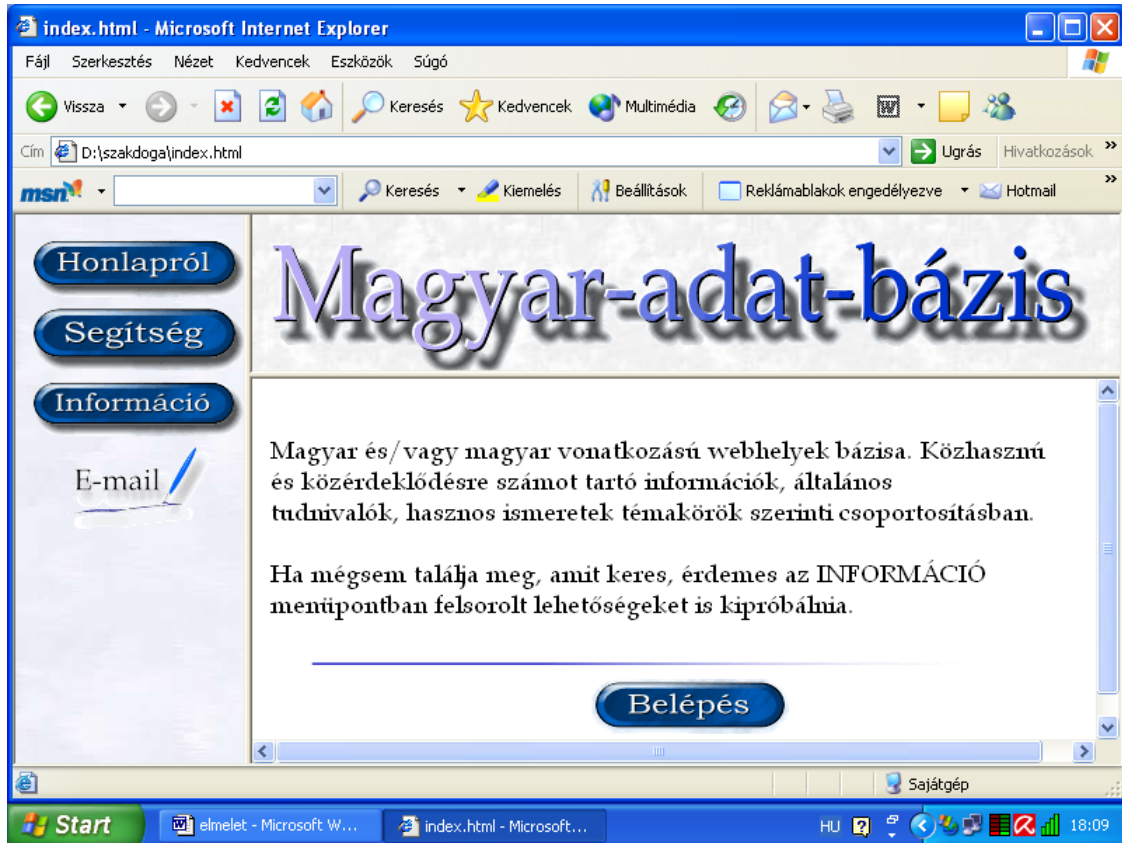 index.html - Microsoft Internet Explorer
Fájl Szerkesztés Nézet Kedvencek Eszközök Súgó
Vissza Keresés Kedvencek Multimédia
Cím D:\szakdoga\index.html Ugrás Hivatkozások »
msn Keresés Kiemelés Beállítások Reklámablakok engedélyezve Hotmail »
Honlapról
Segítség
Információ
E-mail
Magyar-adat-bázis
Magyar és/vagy magyar vonatkozású webhelyek bázisa. Közhasznú
és közérdeklődésre számot tartó információk, általános
tudnivalók, hasznos ismeretek témakörök szerinti csoportosításban.
Ha mégsem találja meg, amit keres, érdemes az INFORMÁCIÓ
menüpontban felsorolt lehetőségeket is kipróbálnia.
Belépés
Sajátgép
Start elmelet - Microsoft W... index.html - Microsoft... HU 18:09